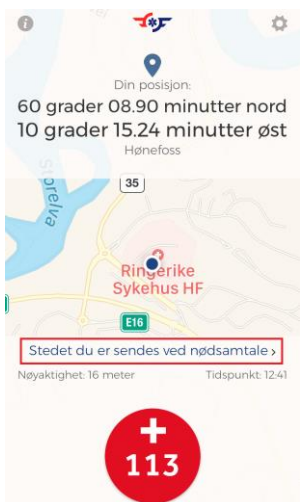 i
Din posisjon:
60 grader 08.90 minutter nord
10 grader 15.24 minutter øst
Hønefoss
35
storelva
Ringerike
Sykehus HF
E16
Stedet du er sendes ved nødsamtale ›
Nøyaktighet: 16 meter Tidspunkt: 12:41
113